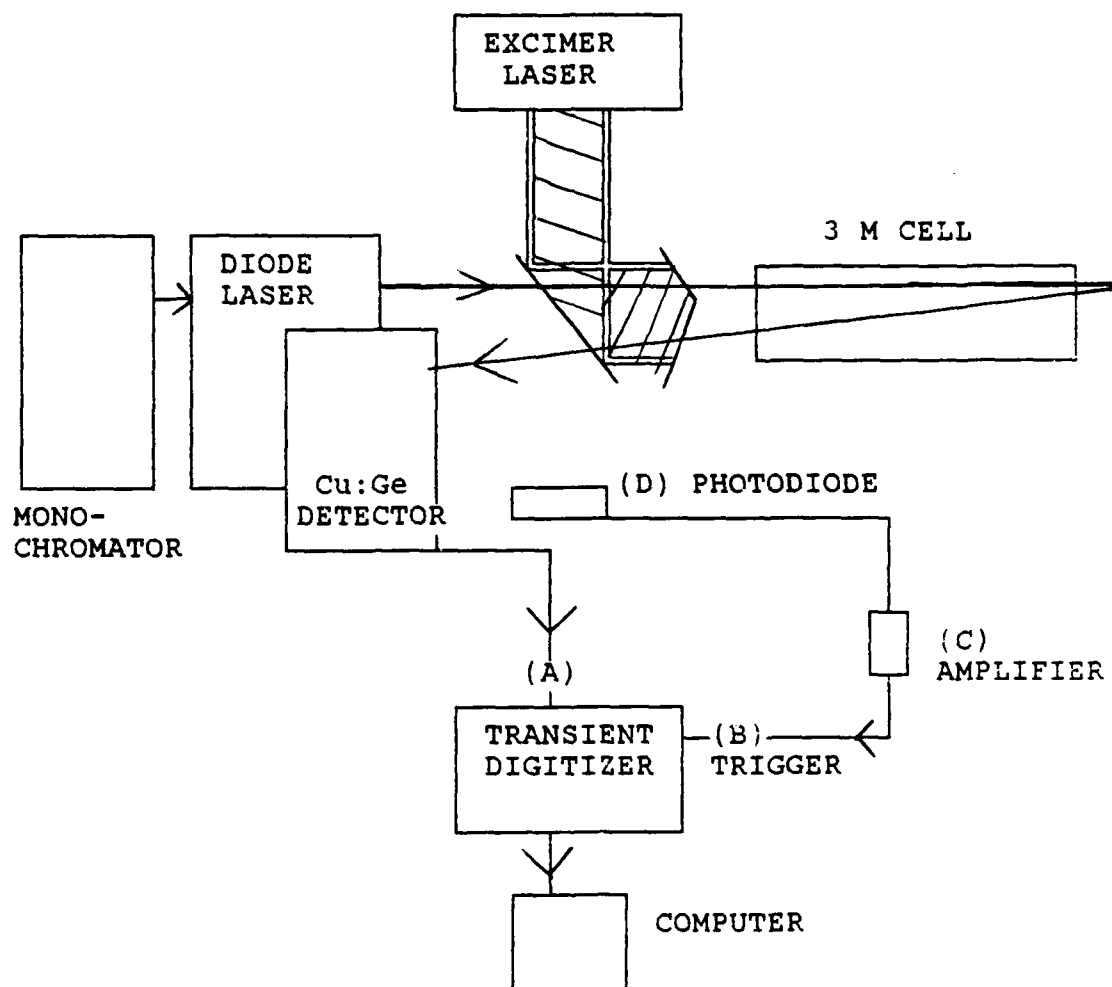 EXCIMER
LASER
3 M CELL
DIODE
LASER
Cu:Ge
DETECTOR
(D) PHOTODIODE
MONO-
CHROMATOR
(C)
AMPLIFIER
(A)
TRANSIENT
DIGITIZER
(B)
TRIGGER
COMPUTER